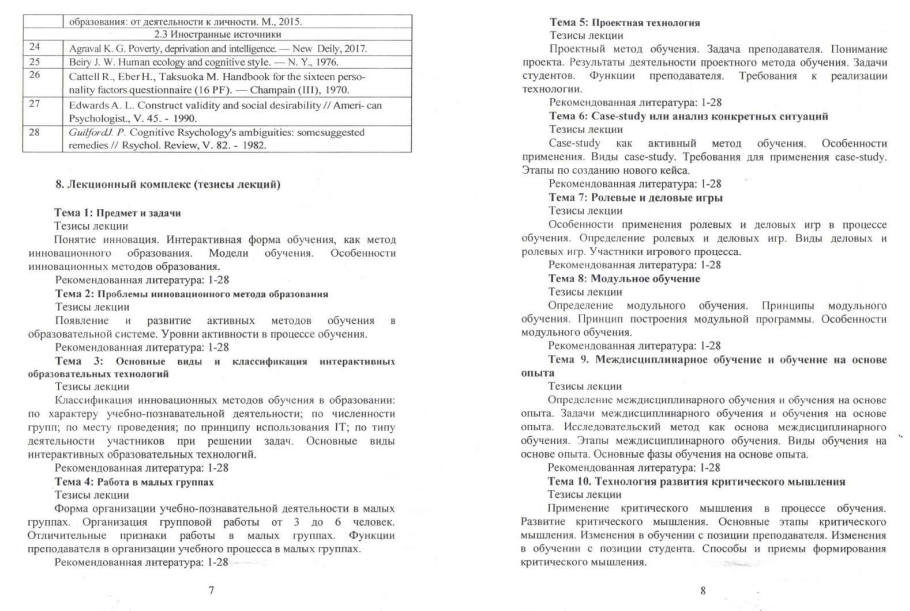 образования: от деятельности к личности. М., 2015.
2.3 Иностранные источники
24 Agraval K. G. Poverty, deprivation and intelligence. — New Deily, 2017.
25 Beiry J. W. Human ecology and cognitive style. — N. Y., 1976.
26 Cattell R., Eber H., Taksuoka M. Handbook for the sixteen perso-
nality factors questionnaire (16 PF). — Champain (III), 1970.
27 Edwards A. L. Construct validity and social desirability // Ameri- can
Psychologist., V. 45. - 1990.
28 GuilfordJ. P. Cognitive Rsychology's ambiguities: somesuggested
remedies // Rsychol. Review, V. 82. - 1982.
8. Лекционный комплекс (тезисы лекций)
Тема 1: Предмет и задачи
Тезисы лекции
Понятие инновация. Интерактивная форма обучения, как метод
инновационного образования. Модели обучения. Особенности
инновационных методов образования.
Рекомендованная литература: 1-28
Тема 2: Проблемы инновационного метода образования
Тезисы лекции
Появление и развитие активных методов обучения в
образовательной системе. Уровни активности в процессе обучения.
Рекомендованная литература: 1-28
Тема 3: Основные виды и классификация интерактивных
образовательных технологий
Тезисы лекции
Классификация инновационных методов обучения в образовании:
по характеру учебно-познавательной деятельности; по численности
групп; по месту проведения; по принципу использования IT; по типу
деятельности участников при решении задач. Основные виды
интерактивных образовательных технологий.
Рекомендованная литература: 1-28
Тема 4: Работа в малых группах
Тезисы лекции
Форма организации учебно-познавательной деятельности в малых
группах. Организация групповой работы от 3 до 6 человек.
Отличительные признаки работы в малых группах. Функции
преподавателя в организации учебного процесса в малых группах.
Рекомендованная литература: 1-28
7
Тема 5: Проектная технология
Тезисы лекции
Проектный метод обучения. Задача преподавателя. Понимание
проекта. Результаты деятельности проектного метода обучения. Задачи
студентов. Функции преподавателя. Требования к реализации
технологии.
Рекомендованная литература: 1-28
Тема 6: Case-study или анализ конкретных ситуаций
Тезисы лекции
Case-study как активный метод обучения. Особенности
применения. Виды case-study. Требования для применения case-study.
Этапы по созданию нового кейса.
Рекомендованная литература: 1-28
Тема 7: Ролевые и деловые игры
Тезисы лекции
Особенности применения ролевых и деловых игр в процессе
обучения. Определение ролевых и деловых игр. Виды деловых и
ролевых игр. Участники игрового процесса.
Рекомендованная литература: 1-28
Тема 8: Модульное обучение
Тезисы лекции
Определение модульного обучения. Принципы модульного
обучения. Принцип построения модульной программы. Особенности
модульного обучения.
Рекомендованная литература: 1-28
Тема 9. Междисциплинарное обучение и обучение на основе
опыта
Тезисы лекции
Определение междисциплинарного обучения и обучения на основе
опыта. Задачи междисциплинарного обучения и обучения на основе
опыта. Исследовательский метод как основа междисциплинарного
обучения. Этапы междисциплинарного обучения. Виды обучения на
основе опыта. Основные фазы обучения на основе опыта.
Рекомендованная литература: 1-28
Тема 10. Технология развития критического мышления
Тезисы лекции
Применение критического мышления в процессе обучения.
Развитие критического мышления. Основные этапы критического
мышления. Изменения в обучении с позиции преподавателя. Изменения
в обучении с позиции студента. Способы и приемы формирования
критического мышления.
8